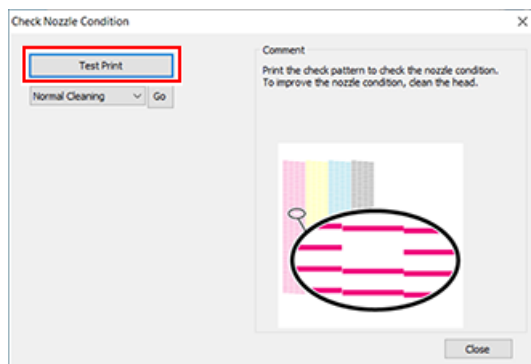 Check Nozzle Condition
Test Print
Normal Cleaning
Go
Comment
Print the check pattern to check the nozzle condition.
To improve the nozzle condition, clean the head.
Close